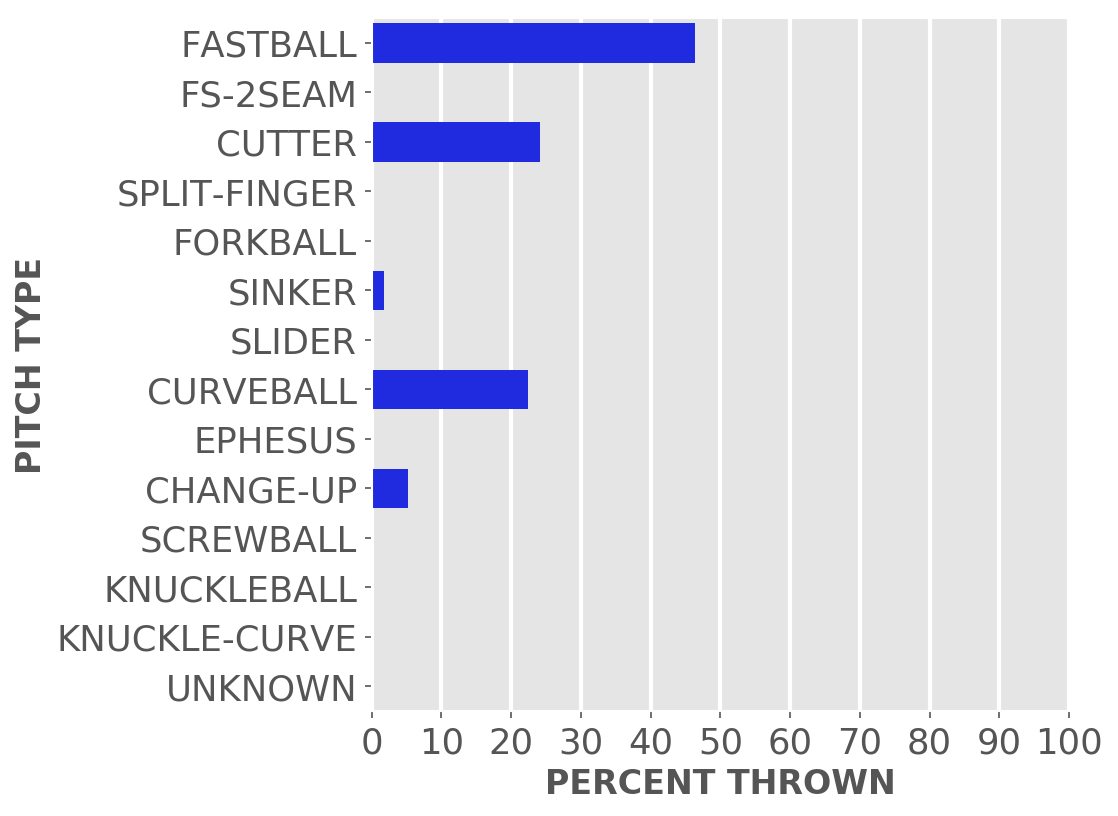 FASTBALL
FS-2SEAM
CUTTER
SPLIT-FINGER
FORKBALL
SINKER
SLIDER
CURVEBALL
EPHESUS
CHANGE-UP
SCREWBALL
KNUCKLEBALL
KNUCKLE-CURVE
UNKNOWN
PITCH TYPE
0 10 20 30 40 50 60 70 80 90 100
PERCENT THROWN